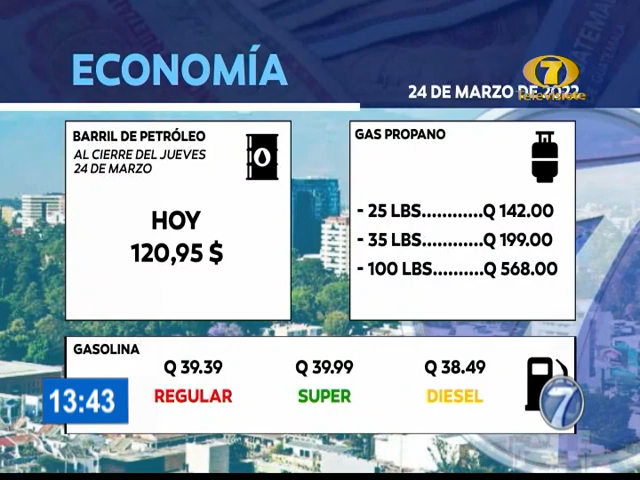 ECONOMÍA
24 DE MARZO DE 2022
7
Televisiete
BARRIL DE PETRÓLEO
AL CIERRE DEL JUEVES
24 DE MARZO
HOY
120,95 $
GAS PROPANO
- 25 LBS...........Q 142.00
- 35 LBS...........Q 199.00
- 100 LBS.........Q 568.00
GASOLINA
Q 39.39 Q 39.99 Q 38.49
REGULAR SUPER DIESEL
13:43
7